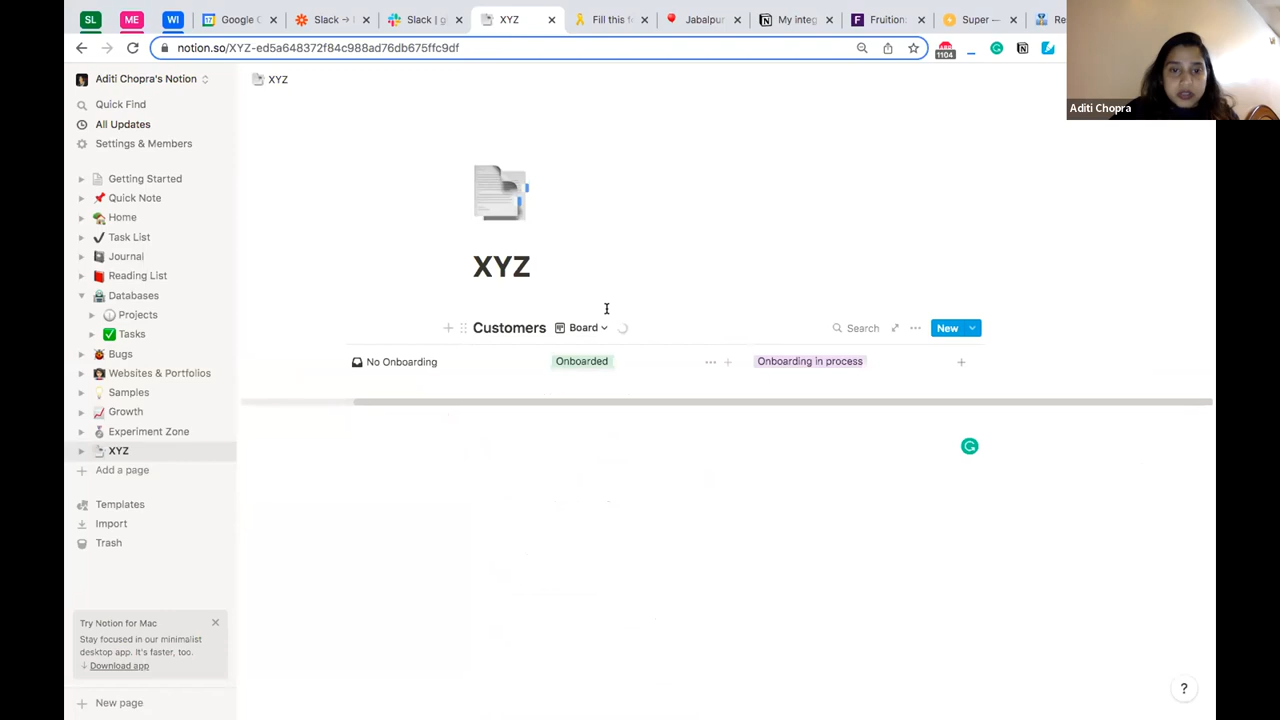 SL
ME
WI
Google C
Slack → I
Slack | g
XYZ
Fill this fo
Jabalpur
My integ
Fruition:
Super —
Re
notion.so/XYZ-ed5a648372f84c988ad76db675ffc9df
1104
Aditi Chopra
Aditi Chopra's Notion
XYZ
Quick Find
All Updates
Settings & Members
Getting Started
Quick Note
Home
Task List
Journal
Reading List
Databases
Projects
Tasks
Bugs
Websites & Portfolios
Samples
Growth
Experiment Zone
XYZ
Add a page
Templates
Import
Trash
Try Notion for Mac
Stay focused in our minimalist
desktop app. It's faster, too.
↓ Download app
New page
XYZ
Customers Board Search ••• New
No Onboarding Onboarded ••• + Onboarding in process +
?